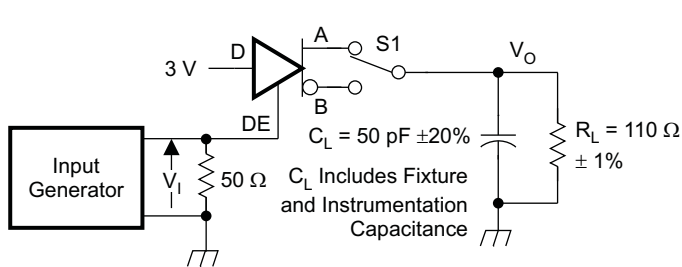 A
S1
D
3 V
V_O
B
DE
C_L = 50 pF ±20%
R_L = 110 Ω
± 1%
Input
Generator
V_I
50 Ω
C_L Includes Fixture
and Instrumentation
Capacitance